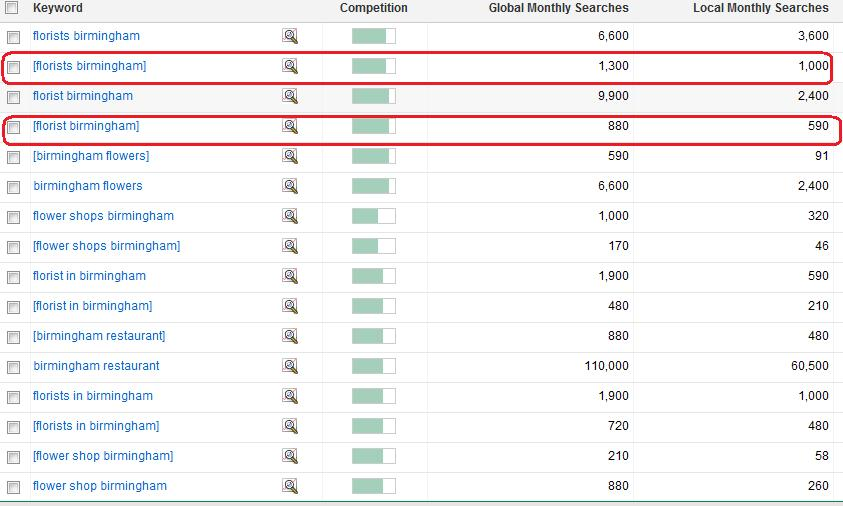 Keyword Competition Global Monthly Searches Local Monthly Searches
florists birmingham 6,600 3,600
[florists birmingham] 1,300 1,000
florist birmingham 9,900 2,400
[florist birmingham] 880 590
[birmingham flowers] 590 91
birmingham flowers 6,600 2,400
flower shops birmingham 1,000 320
[flower shops birmingham] 170 46
florist in birmingham 1,900 590
[florist in birmingham] 480 210
[birmingham restaurant] 880 480
birmingham restaurant 110,000 60,500
florists in birmingham 1,900 1,000
[florists in birmingham] 720 480
[flower shop birmingham] 210 58
flower shop birmingham 880 260